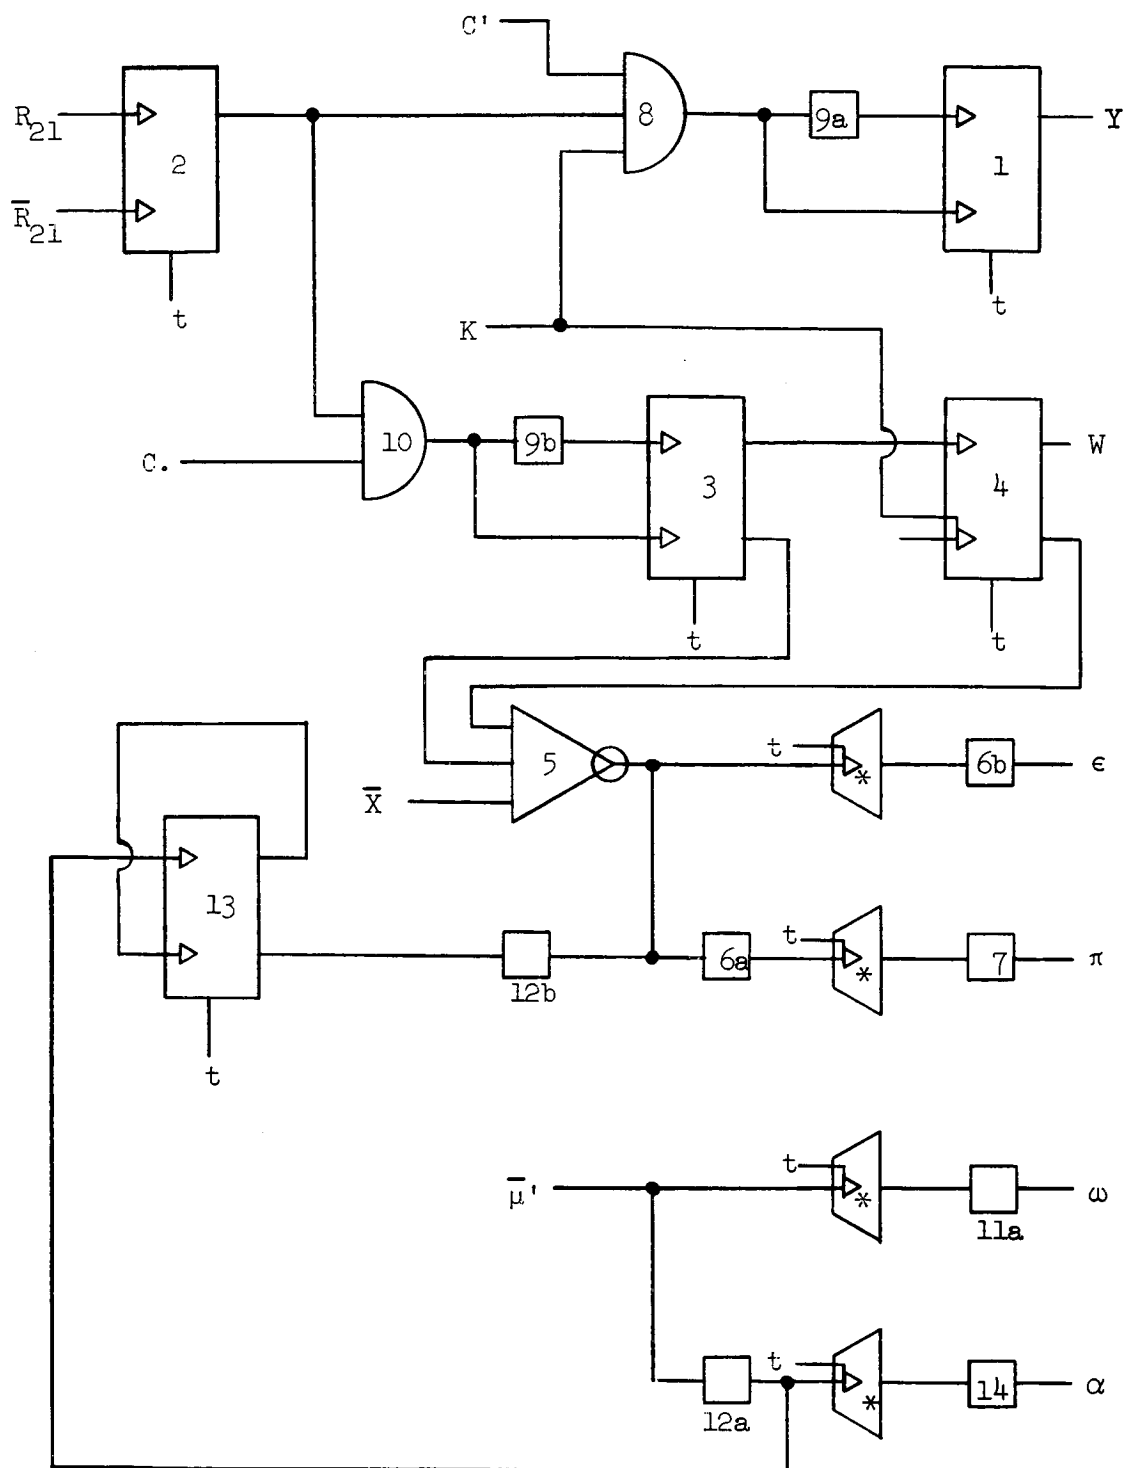 C'
R21
2
8
9a
1
Y
R̅21
t
t
K
10
9b
3
4
W
C.
t
t
5
t
*
6b
ε
X̅
13
12b
6a
t
*
7
π
t
μ̅'
t
*
11a
ω
12a
t
*
14
α